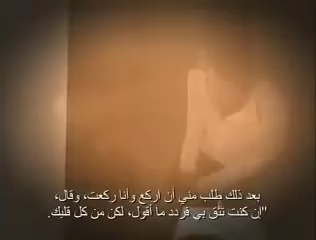 بعد ذلك طلب مني أن اركع وأنا ركعت، وقال،
"إن كنت تثق بي فردد ما أقول، لكن من كل قلبك.